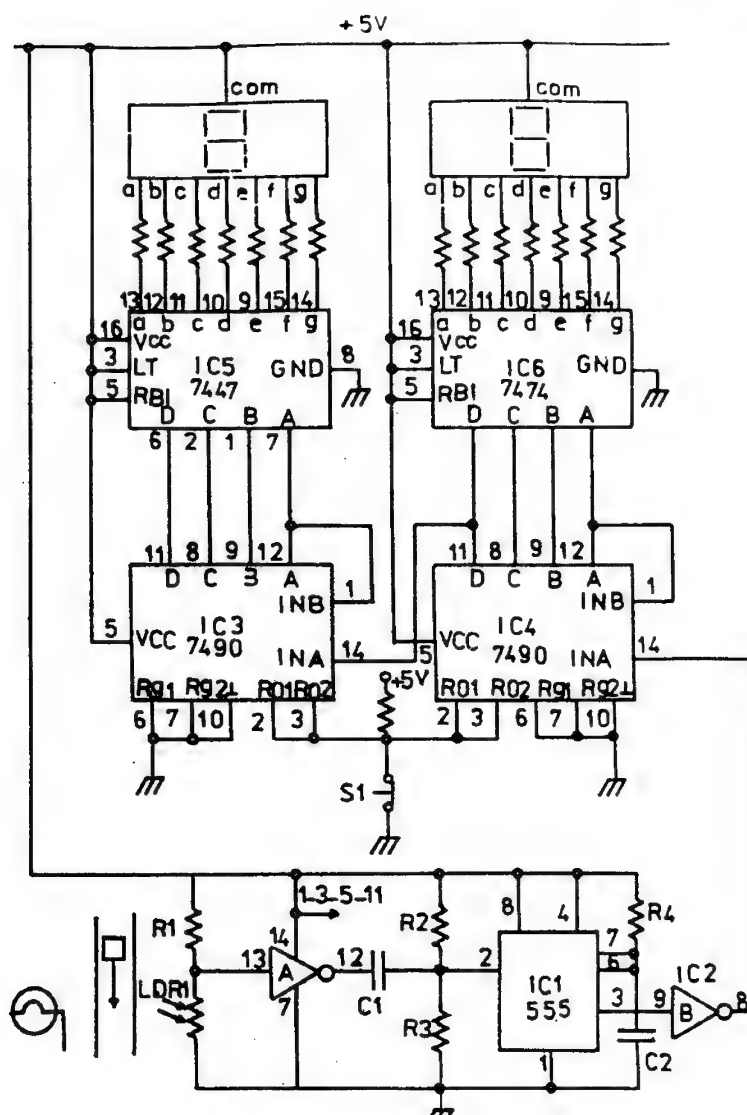 +5V
com com
a b c d e f g a b c d e f g
13 12 11 10 9 15 14 13 12 11 10 9 15 14
a b c d e f g a b c d e f g
16 VCC 16 VCC
3 LT IC5 GND 8 3 LT IC6 GND
5 RBI 7447 5 RBI 7474
D C B A D C B A
6 2 1 7
11 8 9 12 11 8 9 12
D C B A D C B A
INB 1 INB 1
5 VCC IC3 5 VCC IC4
7490 INA 14 7490 INA 14
Rg1 Rg2 ⊥ R01 R02 R01 R02 Rg1 Rg2 ⊥
6 7 10 2 3 2 3 6 7 10
+5V
S1
1-3-5-11
R1 14 R2 8 4 R4
13 A 12 2 7
LDR1 C1 6
7 IC1 IC2
555 3 9 B 8
R3 C2
1